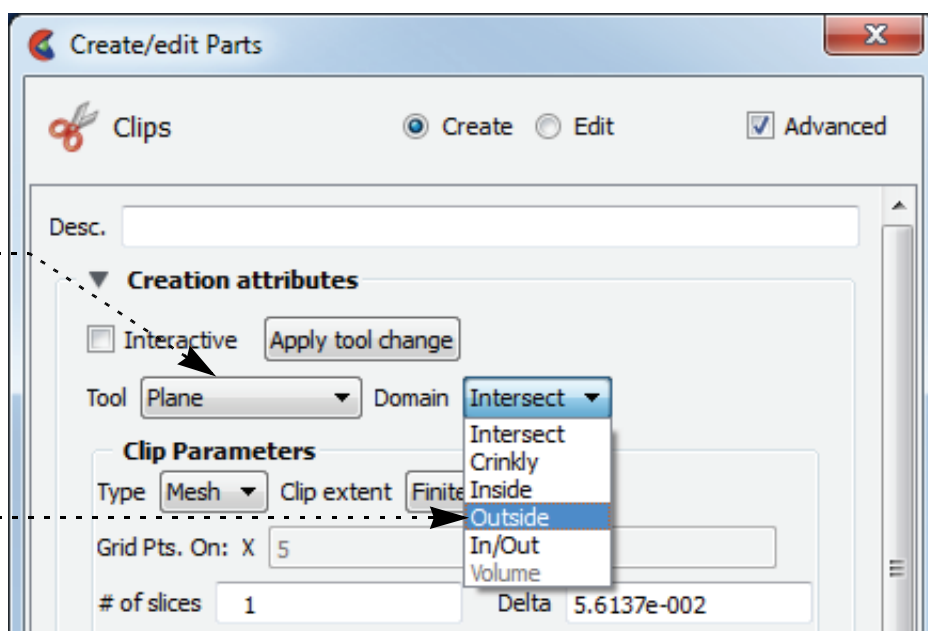 Create/edit Parts
Clips Create Edit Advanced
Desc.
Creation attributes
Interactive Apply tool change
Tool Plane Domain Intersect
Intersect
Crinkly
Inside
Outside
In/Out
Volume
Clip Parameters
Type Mesh Clip extent Finite
Grid Pts. On: X 5
# of slices 1 Delta 5.6137e-002